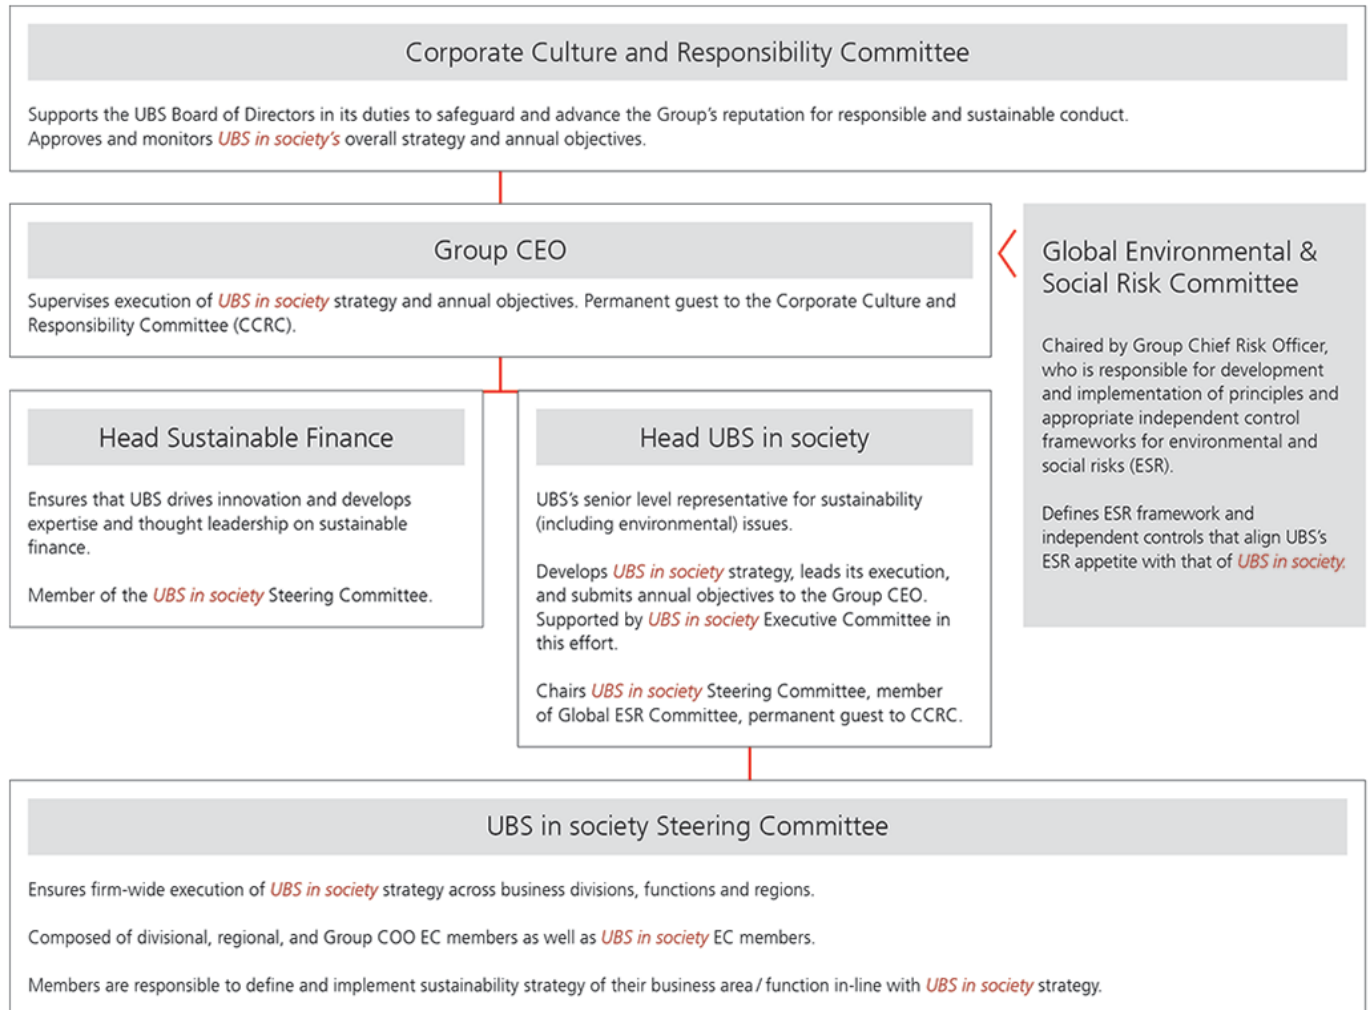 Corporate Culture and Responsibility Committee
Supports the UBS Board of Directors in its duties to safeguard and advance the Group's reputation for responsible and sustainable conduct.
Approves and monitors UBS in society's overall strategy and annual objectives.
Group CEO
Supervises execution of UBS in society strategy and annual objectives. Permanent guest to the Corporate Culture and
Responsibility Committee (CCRC).
Global Environmental &
Social Risk Committee
Chaired by Group Chief Risk Officer,
who is responsible for development
and implementation of principles and
appropriate independent control
frameworks for environmental and
social risks (ESR).
Defines ESR framework and
independent controls that align UBS's
ESR appetite with that of UBS in society.
Head Sustainable Finance
Ensures that UBS drives innovation and develops
expertise and thought leadership on sustainable
finance.
Member of the UBS in society Steering Committee.
Head UBS in society
UBS's senior level representative for sustainability
(including environmental) issues.
Develops UBS in society strategy, leads its execution,
and submits annual objectives to the Group CEO.
Supported by UBS in society Executive Committee in
this effort.
Chairs UBS in society Steering Committee, member
of Global ESR Committee, permanent guest to CCRC.
UBS in society Steering Committee
Ensures firm-wide execution of UBS in society strategy across business divisions, functions and regions.
Composed of divisional, regional, and Group COO EC members as well as UBS in society EC members.
Members are responsible to define and implement sustainability strategy of their business area / function in-line with UBS in society strategy.